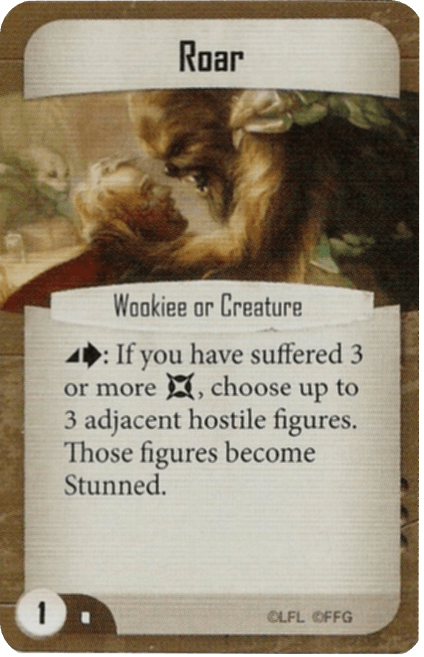 Roar
Wookiee or Creature
: If you have suffered 3
or more , choose up to
3 adjacent hostile figures.
Those figures become
Stunned.
1
©LFL ©FFG